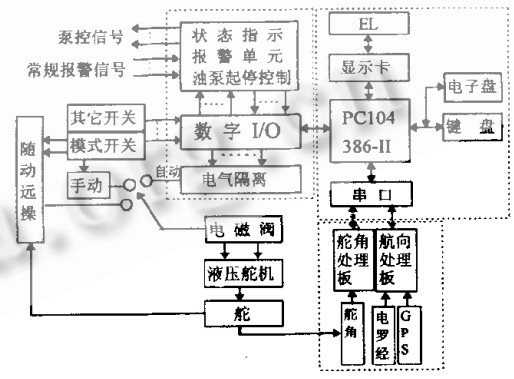 泵控信号
常规报警信号
状态指示
报警单元
油泵起停控制
EL
显示卡
电子盘
键盘
PC104
386-II
其它开关
模式开关
数字 I/O
随动远操
手动
自动
电气隔离
串口
电磁阀
液压舵机
舵
舵角处理板
航向处理板
舵角
电罗经
GPS